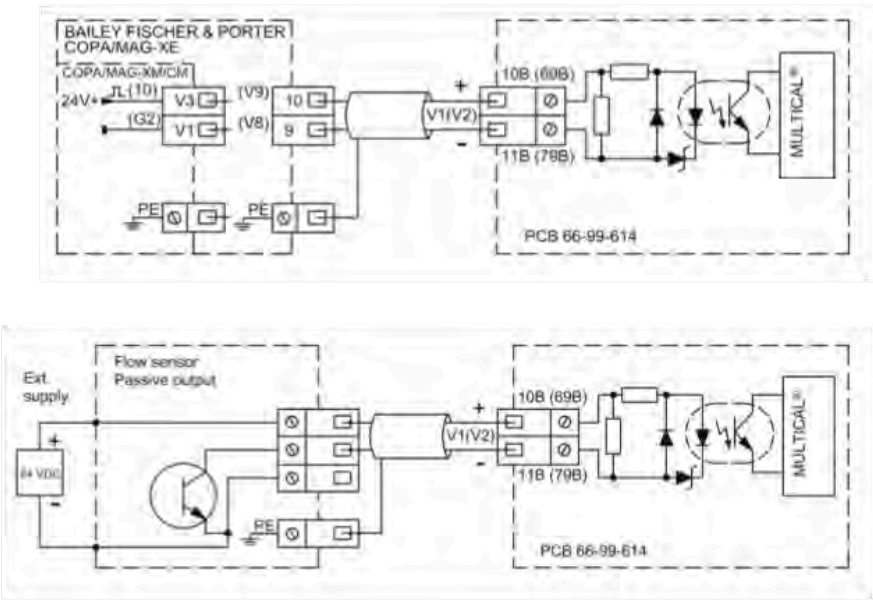 BAILEY FISCHER & PORTER
COPA/MAG-XE
COPA/MAG-XM/CM
24V+
(10)
V3
(V9)
10
(G2)
V1
(V8)
9
PE
PE
+
V1(V2)
-
10B (69B)
11B (79B)
MULTICAL®
PCB 66-99-614
Ext.
supply
+
24 VDC
-
Flow sensor
Passive output
PE
+
V1(V2)
-
10B (69B)
11B (79B)
MULTICAL®
PCB 66-99-614